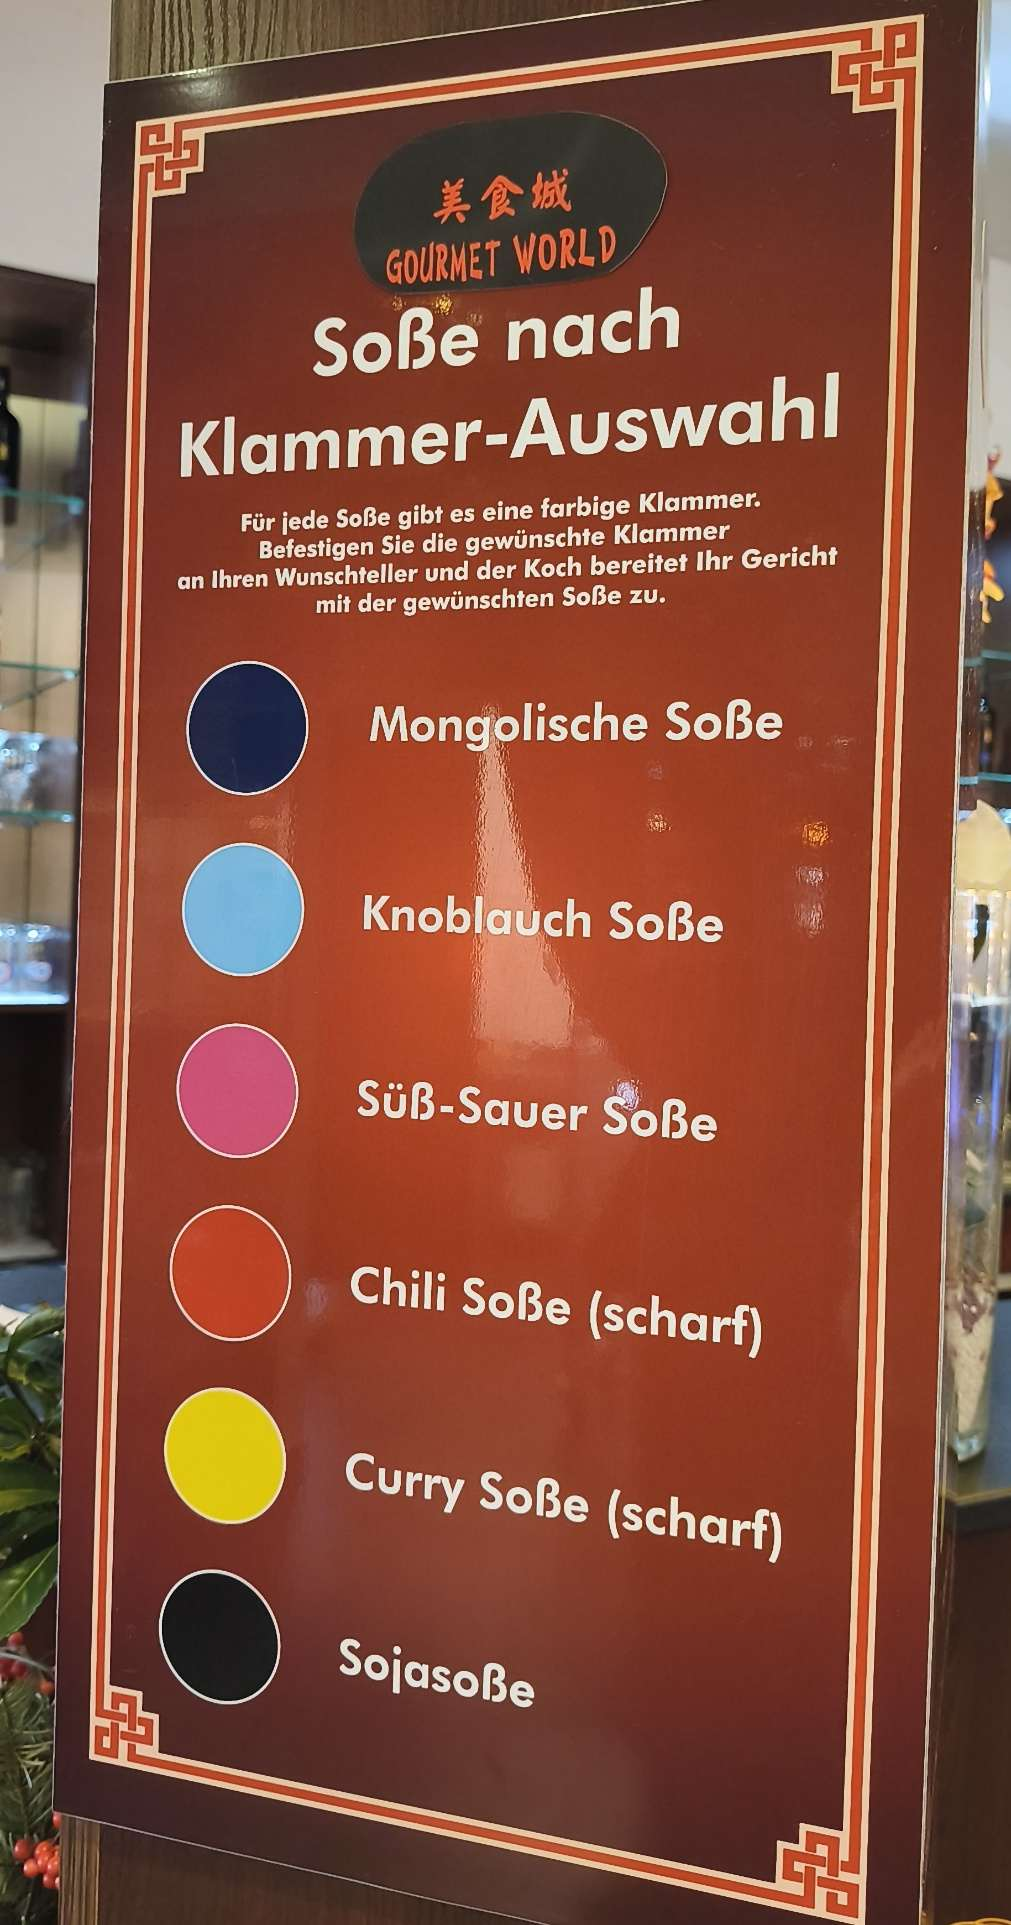 美食城
GOURMET WORLD
Soße nach
Klammer-Auswahl
Für jede Soße gibt es eine farbige Klammer.
Befestigen Sie die gewünschte Klammer
an Ihren Wunschteller und der Koch bereitet Ihr Gericht
mit der gewünschten Soße zu.
Mongolische Soße
Knoblauch Soße
Süß-Sauer Soße
Chili Soße (scharf)
Curry Soße (scharf)
Sojasoße